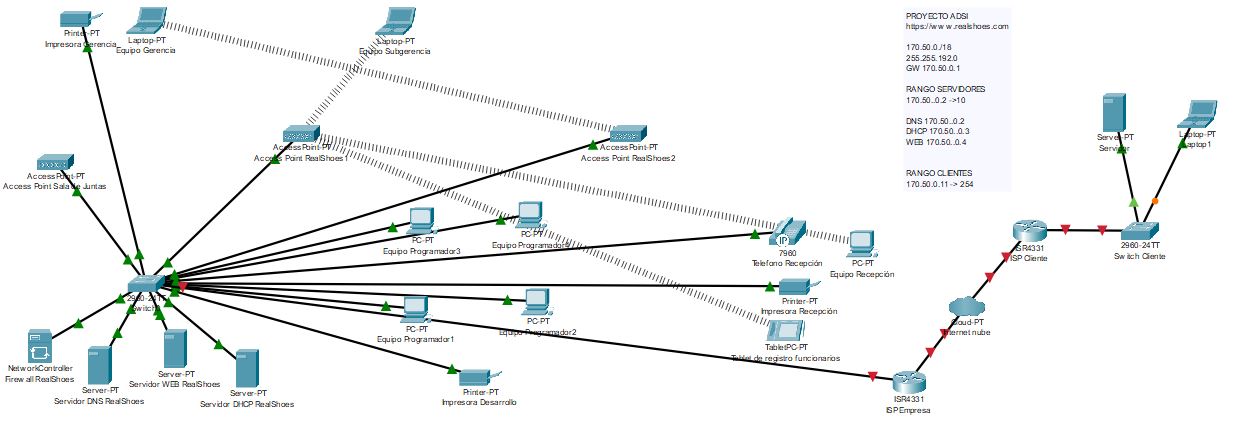 Printer-PT
Impresora Gerencia
Laptop-PT
Equipo Gerencia
Laptop-PT
Equipo Subgerencia
PROYECTO ADSI
https://www.realshoes.com
170.50.0./18
255.255.192.0
GW 170.50.0.1
RANGO SERVIDORES
170.50..0.2 ->10
DNS 170.50..0.2
DHCP 170.50..0.3
WEB 170.50..0.4
RANGO CLIENTES
170.50.0.11 -> 254
Server-PT
Servidor
Laptop-PT
Laptop1
AccessPoint-PT
Access Point RealShoes1
AccessPoint-PT
Access Point RealShoes2
AccessPoint-PT
Access Point Sala de Juntas
PC-PT
Equipo Programador3
PC-PT
Equipo Programador4
IP
7960
Telefono Recepción
PC-PT
Equipo Recepción
ISR4331
ISP Cliente
2960-24TT
Switch Cliente
2960-24TT
Printer-PT
Impresora Recepción
PC-PT
Equipo Programador1
PC-PT
Equipo Programador2
Cloud-PT
Internet nube
TabletPC-PT
Tablet de registro funcionarios
NetworkController
Firewall RealShoes
Server-PT
Servidor DNS RealShoes
Server-PT
Servidor WEB RealShoes
Server-PT
Servidor DHCP RealShoes
Printer-PT
Impresora Desarrollo
ISR4331
ISP Empresa